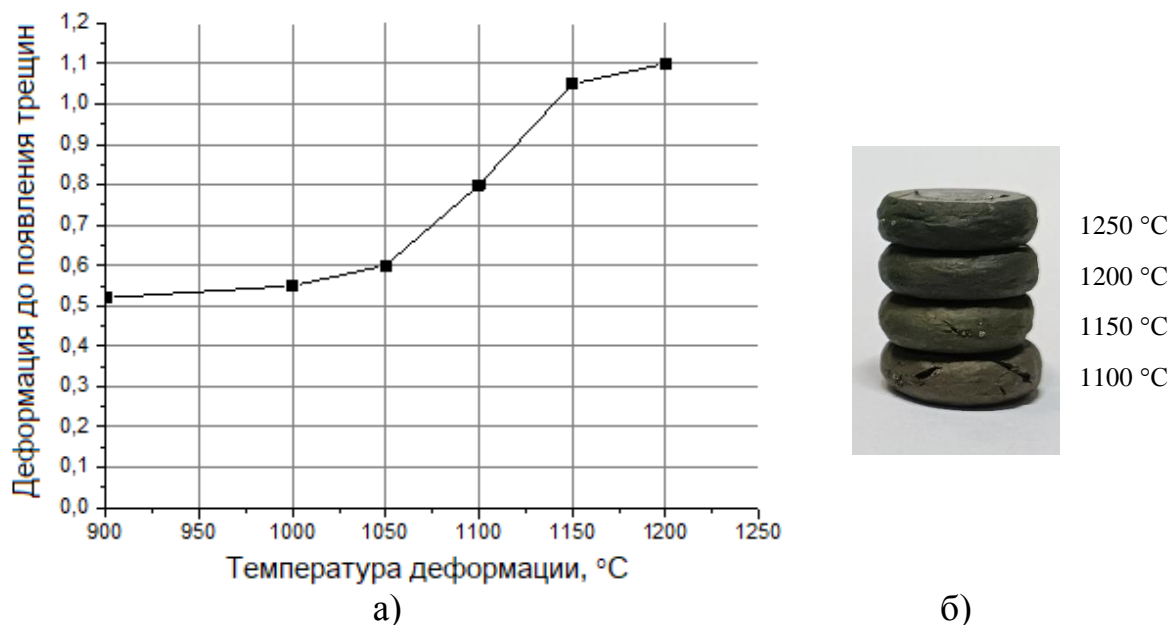 Деформация до появления трещин
1,2
1,1
1,0
0,9
0,8
0,7
0,6
0,5
0,4
0,3
0,2
0,1
0,0
900 950 1000 1050 1100 1150 1200 1250
Температура деформации, °C
а)
1250 °C
1200 °C
1150 °C
1100 °C
б)